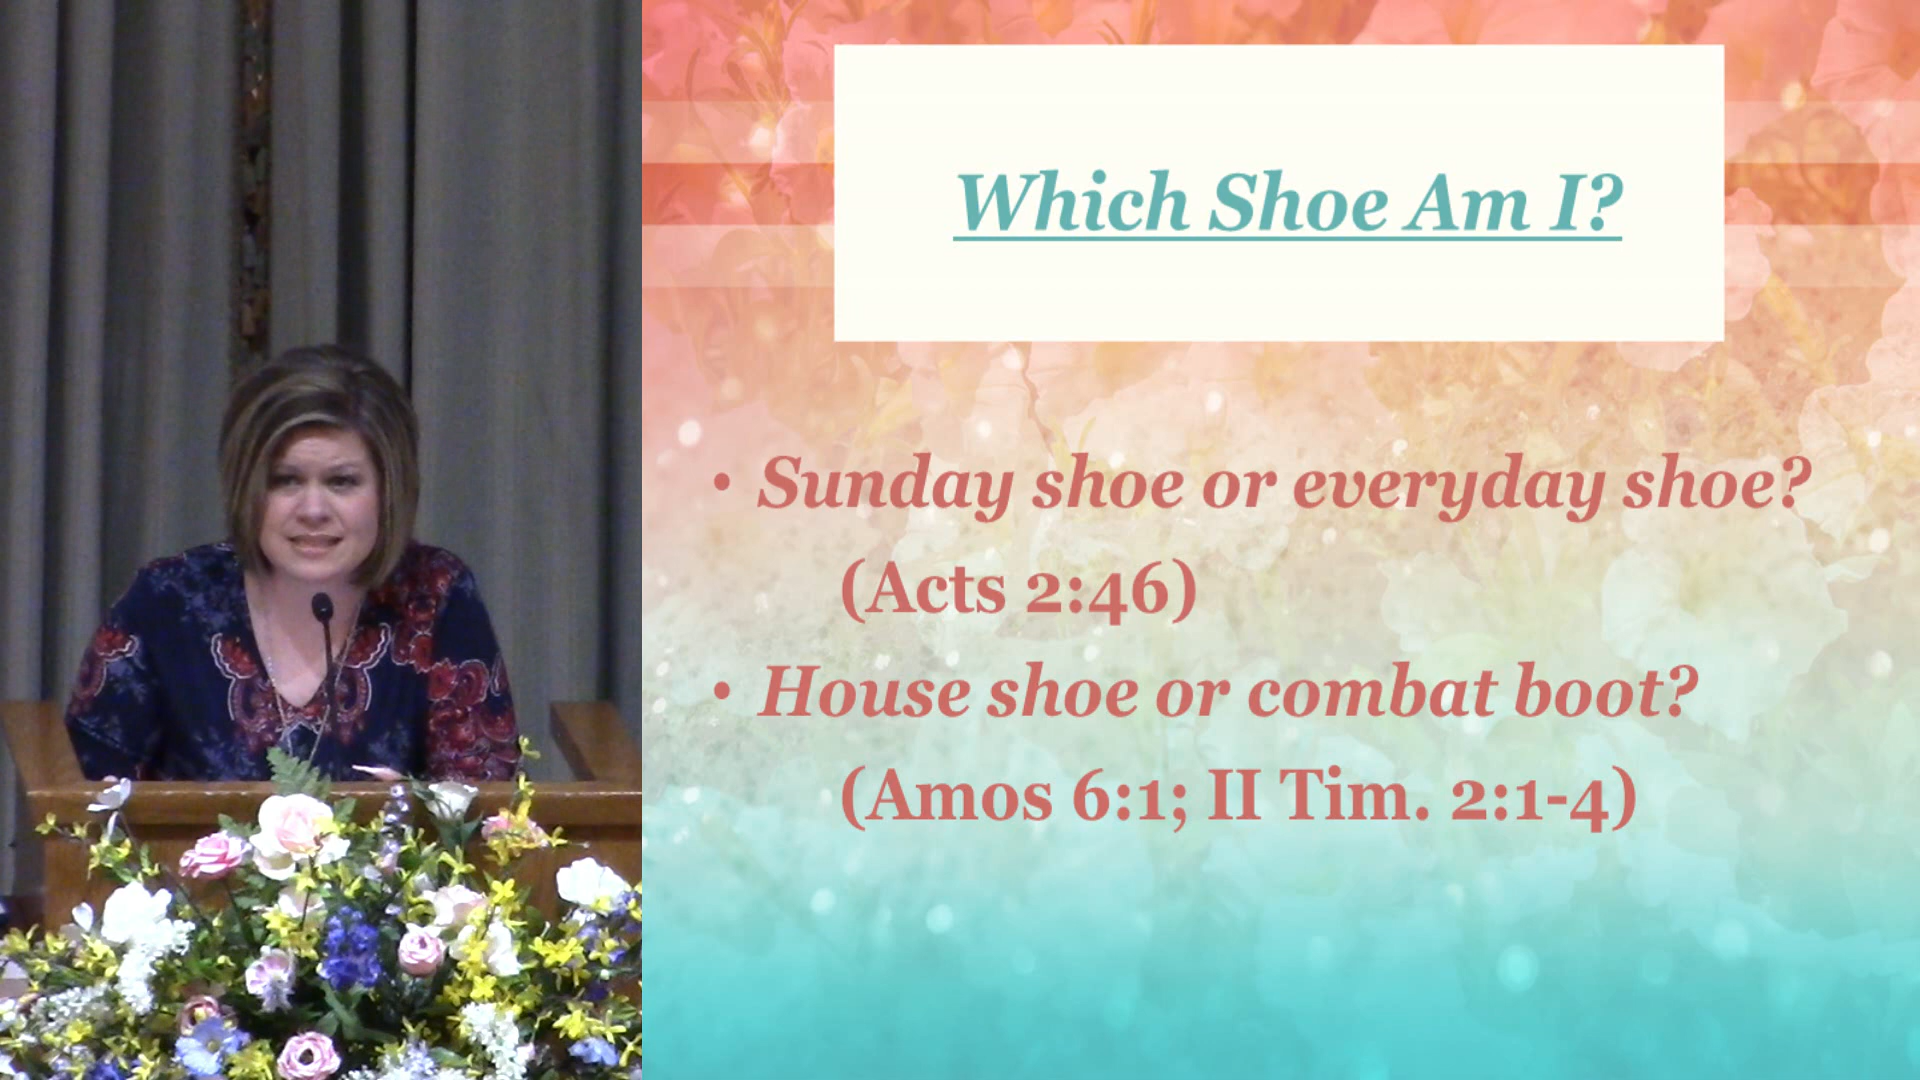 Which Shoe Am I?
• Sunday shoe or everyday shoe?
(Acts 2:46)
• House shoe or combat boot?
(Amos 6:1; II Tim. 2:1-4)